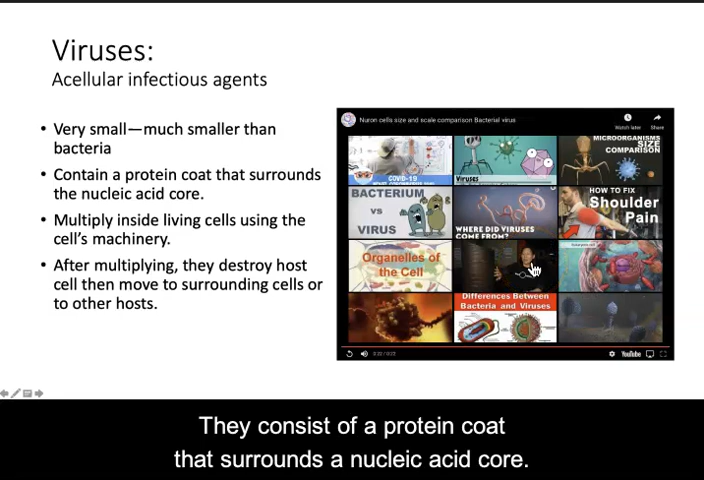 Viruses:
Acellular infectious agents
• Very small—much smaller than
bacteria
• Contain a protein coat that surrounds
the nucleic acid core.
• Multiply inside living cells using the
cell's machinery.
• After multiplying, they destroy host
cell then move to surrounding cells or
to other hosts.
Nuron cells size and scale comparison Bacterial virus
Watch later
Share
COVID-19
Viruses
MICROORGANISMS
SIZE
COMPARISON
BACTERIUM
VS
VIRUS
WHERE DID VIRUSES
COME FROM?
HOW TO FIX
Shoulder
Pain
Organelles of
the Cell
Differences Between
Bacteria and Viruses
YouTube
They consist of a protein coat
that surrounds a nucleic acid core.